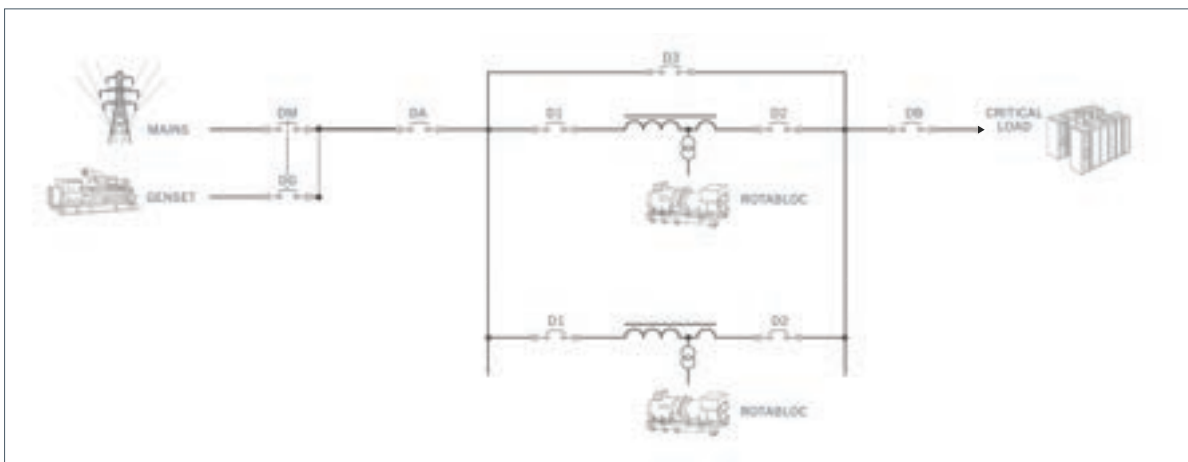 D3
DM
DA
D1
D2
DB
MAINS
CRITICAL
LOAD
DG
GENSET
ROTABLOC
D1
D2
ROTABLOC